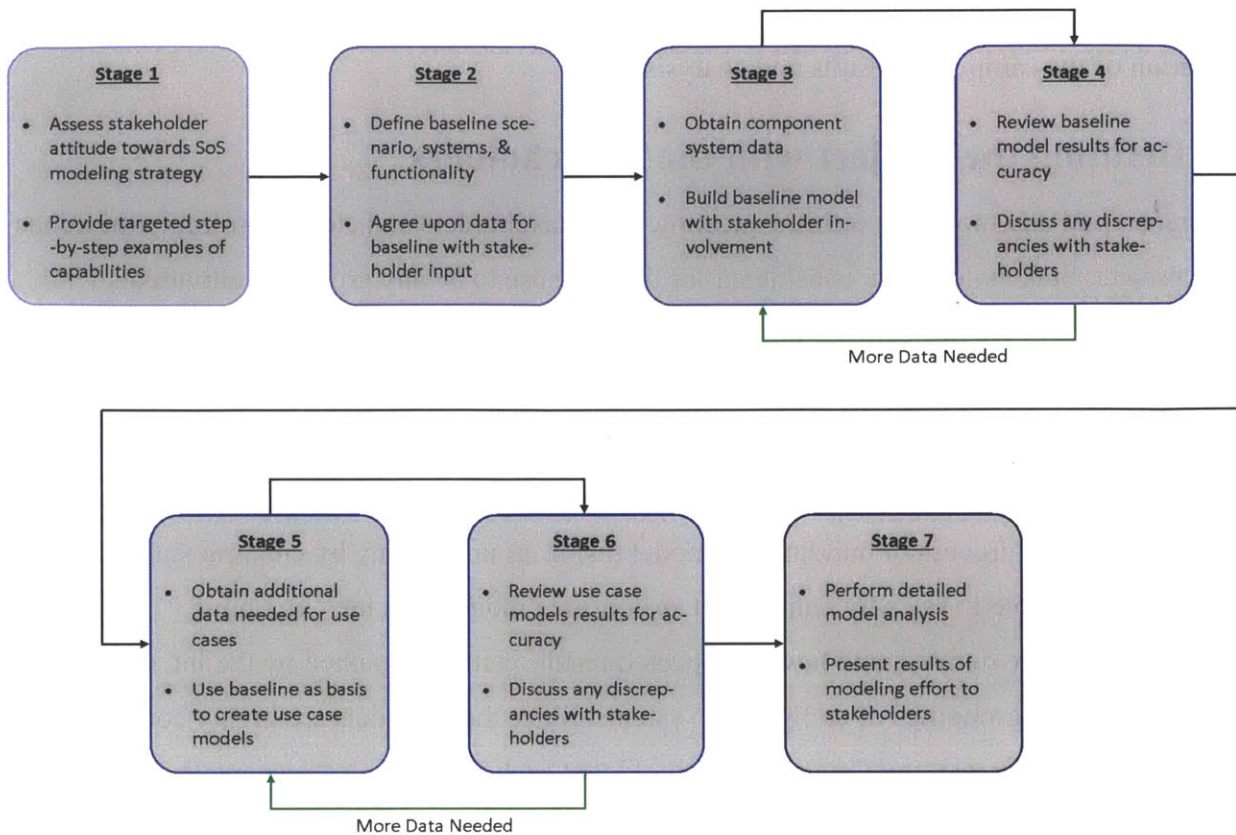 Stage 1
• Assess stakeholder
attitude towards SoS
modeling strategy
• Provide targeted step
-by-step examples of
capabilities
Stage 2
• Define baseline sce-
nario, systems, &
functionality
• Agree upon data for
baseline with stake-
holder input
Stage 3
• Obtain component
system data
• Build baseline model
with stakeholder in-
volvement
Stage 4
• Review baseline
model results for ac-
curacy
• Discuss any discrep-
ancies with stake-
holders
More Data Needed
Stage 5
• Obtain additional
data needed for use
cases
• Use baseline as basis
to create use case
models
Stage 6
• Review use case
models results for ac-
curacy
• Discuss any discrep-
ancies with stake-
holders
Stage 7
• Perform detailed
model analysis
• Present results of
modeling effort to
stakeholders
More Data Needed